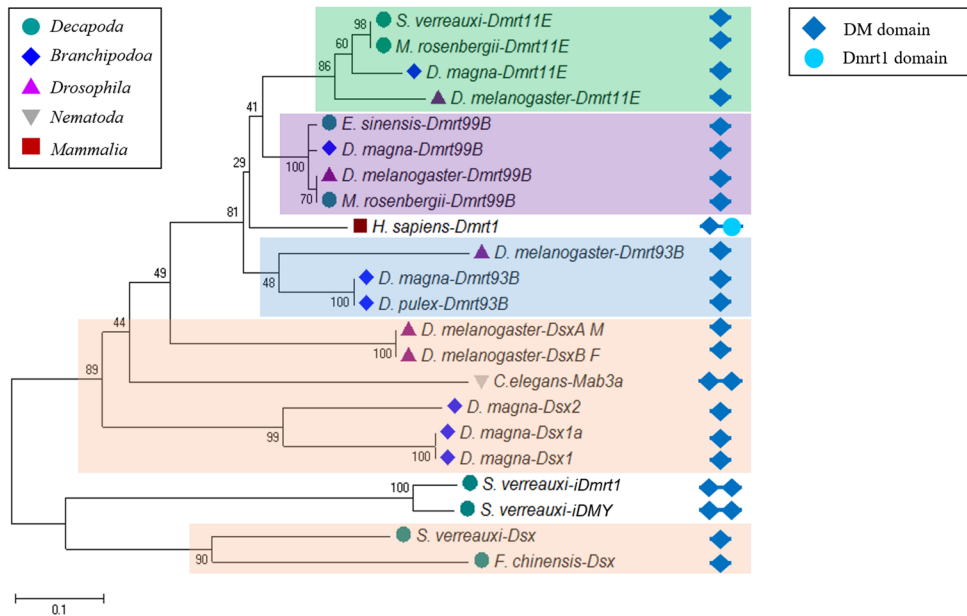 Decapoda
Branchipodoa
Drosophila
Nematoda
Mammalia
DM domain
Dmrt1 domain
S. verreauxi-Dmrt11E
M. rosenbergii-Dmrt11E
D. magna-Dmrt11E
D. melanogaster-Dmrt11E
E. sinensis-Dmrt99B
D. magna-Dmrt99B
D. melanogaster-Dmrt99B
M. rosenbergii-Dmrt99B
H. sapiens-Dmrt1
D. melanogaster-Dmrt93B
D. magna-Dmrt93B
D. pulex-Dmrt93B
D. melanogaster-DsxA M
D. melanogaster-DsxB F
C.elegans-Mab3a
D. magna-Dsx2
D. magna-Dsx1a
D. magna-Dsx1
S. verreauxi-iDmrt1
S. verreauxi-iDMY
S. verreauxi-Dsx
F. chinensis-Dsx
98
60
86
41
100
70
29
81
48
100
49
100
44
89
99
100
100
90
0.1